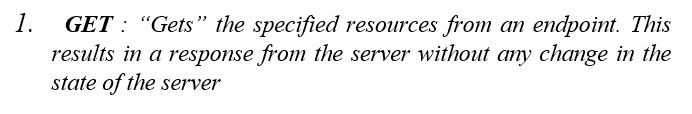 1. GET : “Gets” the specified resources from an endpoint. This
results in a response from the server without any change in the
state of the server